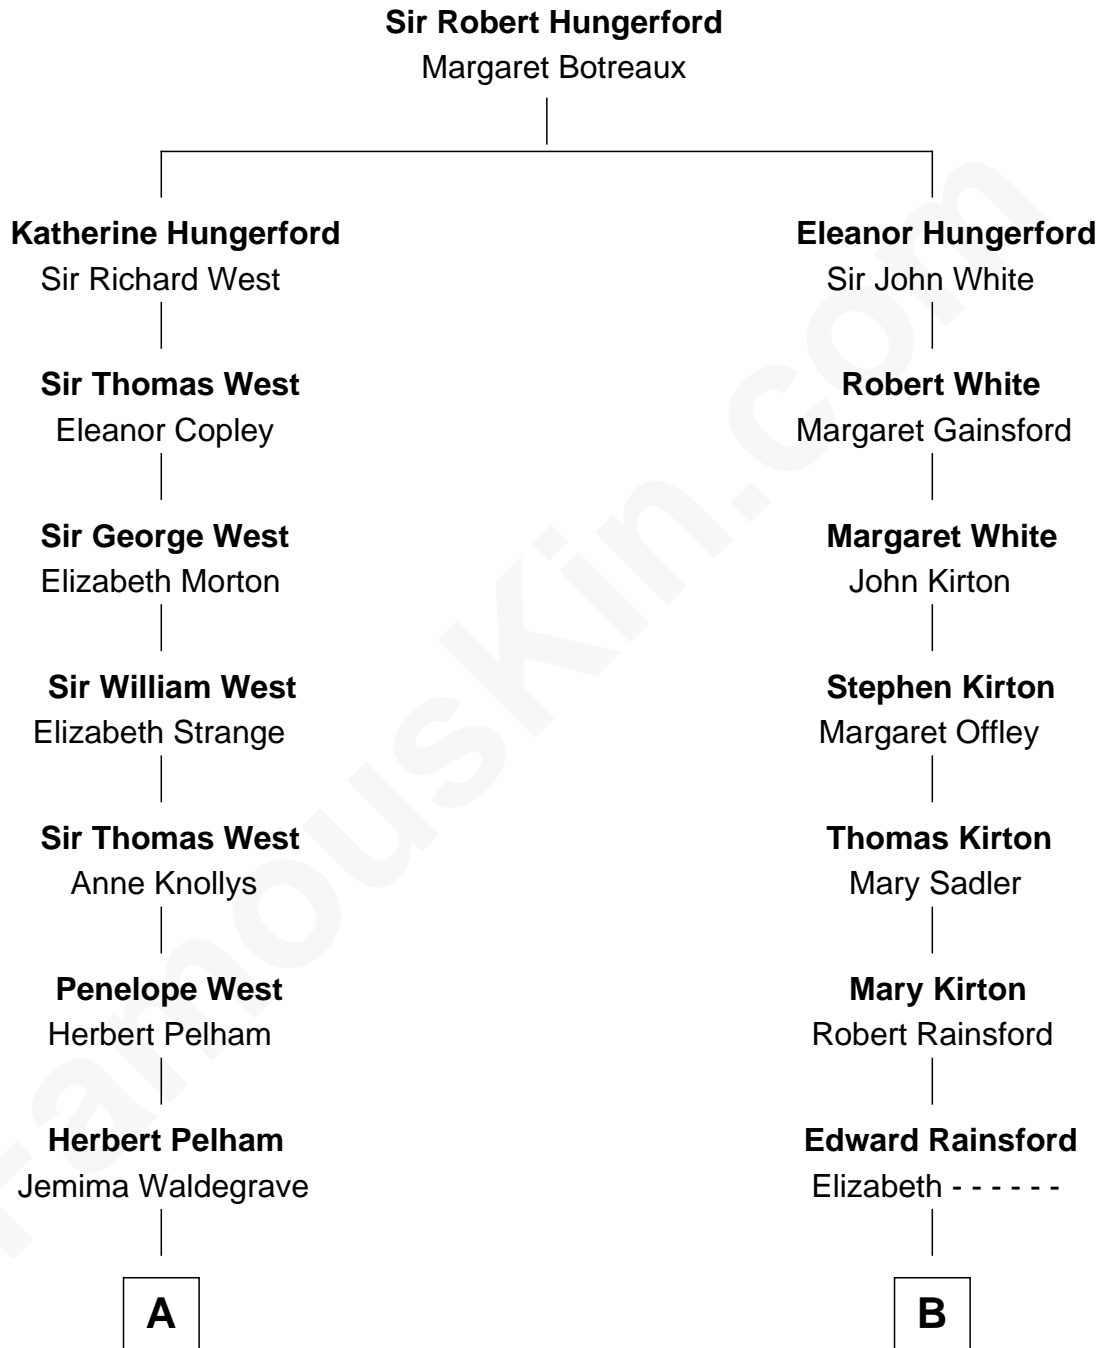 Sir Robert Hungerford
Margaret Botreaux
Katherine Hungerford
Sir Richard West
Eleanor Hungerford
Sir John White
Sir Thomas West
Eleanor Copley
Robert White
Margaret Gainsford
Sir George West
Elizabeth Morton
Margaret White
John Kirton
Sir William West
Elizabeth Strange
Stephen Kirton
Margaret Offley
Sir Thomas West
Anne Knollys
Thomas Kirton
Mary Sadler
Penelope West
Herbert Pelham
Mary Kirton
Robert Rainsford
Herbert Pelham
Jemima Waldegrave
Edward Rainsford
Elizabeth - - - - - -
A
B
FamousKin.com